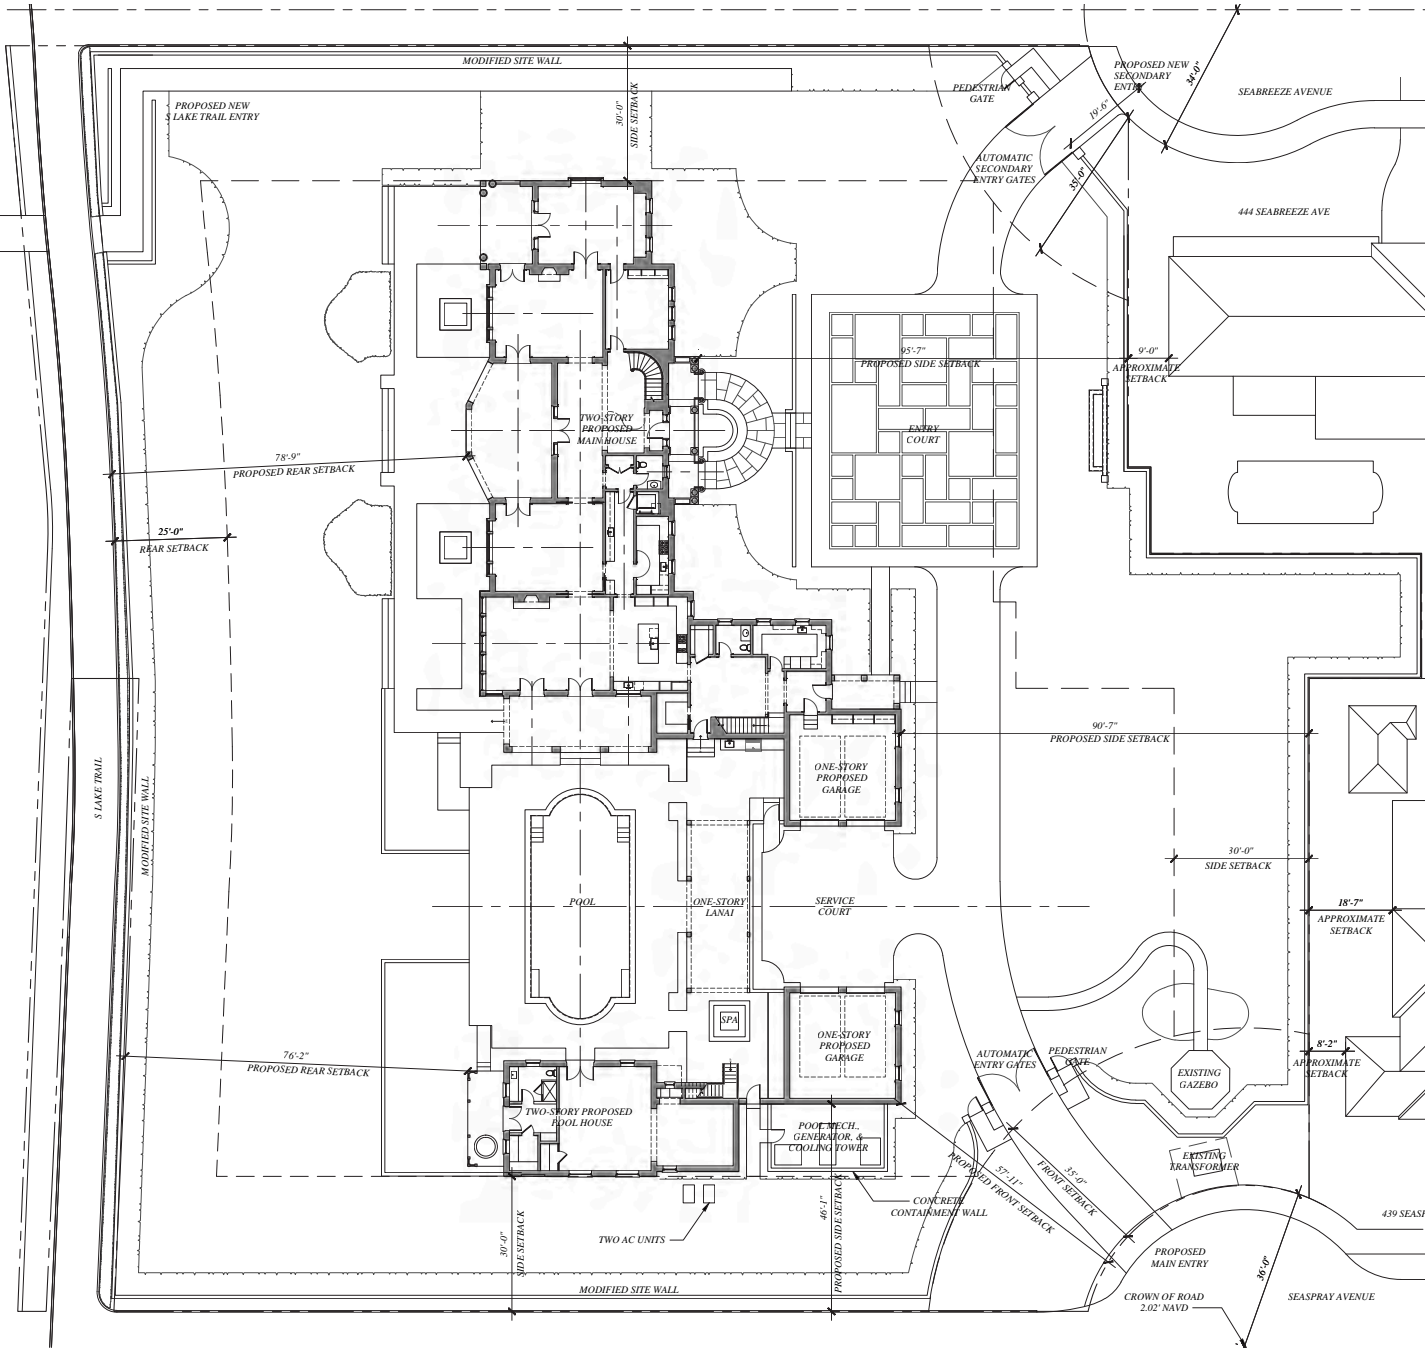 MODIFIED SITE WALL
PROPOSED NEW
S LAKE TRAIL ENTRY
30'-0"
SIDE SETBACK
PEDESTRIAN
GATE
PROPOSED NEW
SECONDARY
ENTRY
34'-0"
19'-6"
SEABREEZE AVENUE
AUTOMATIC
SECONDARY
ENTRY GATES
35'-0"
444 SEABREEZE AVE
95'-7"
PROPOSED SIDE SETBACK
9'-0"
APPROXIMATE
SETBACK
TWO-STORY
PROPOSED
MAIN HOUSE
ENTRY
COURT
78'-9"
PROPOSED REAR SETBACK
25'-0"
REAR SETBACK
S LAKE TRAIL
MODIFIED SITE WALL
90'-7"
PROPOSED SIDE SETBACK
ONE-STORY
PROPOSED
GARAGE
30'-0"
SIDE SETBACK
POOL
ONE-STORY
LANAI
SERVICE
COURT
18'-7"
APPROXIMATE
SETBACK
SPA
ONE-STORY
PROPOSED
GARAGE
76'-2"
PROPOSED REAR SETBACK
AUTOMATIC
ENTRY GATES
PEDESTRIAN
GATE
8'-2"
APPROXIMATE
SETBACK
EXISTING
GAZEBO
TWO-STORY PROPOSED
POOL HOUSE
POOL MECH.,
GENERATOR, &
COOLING TOWER
EXISTING
TRANSFORMER
57'-11"
PROPOSED FRONT SETBACK
35'-0"
FRONT SETBACK
CONCRETE
CONTAINMENT WALL
30'-0"
SIDE SETBACK
TWO AC UNITS
46'-1"
PROPOSED SIDE SETBACK
439 SEASP
PROPOSED
MAIN ENTRY
36'-0"
MODIFIED SITE WALL
CROWN OF ROAD
2.02' NAVD
SEASPRAY AVENUE